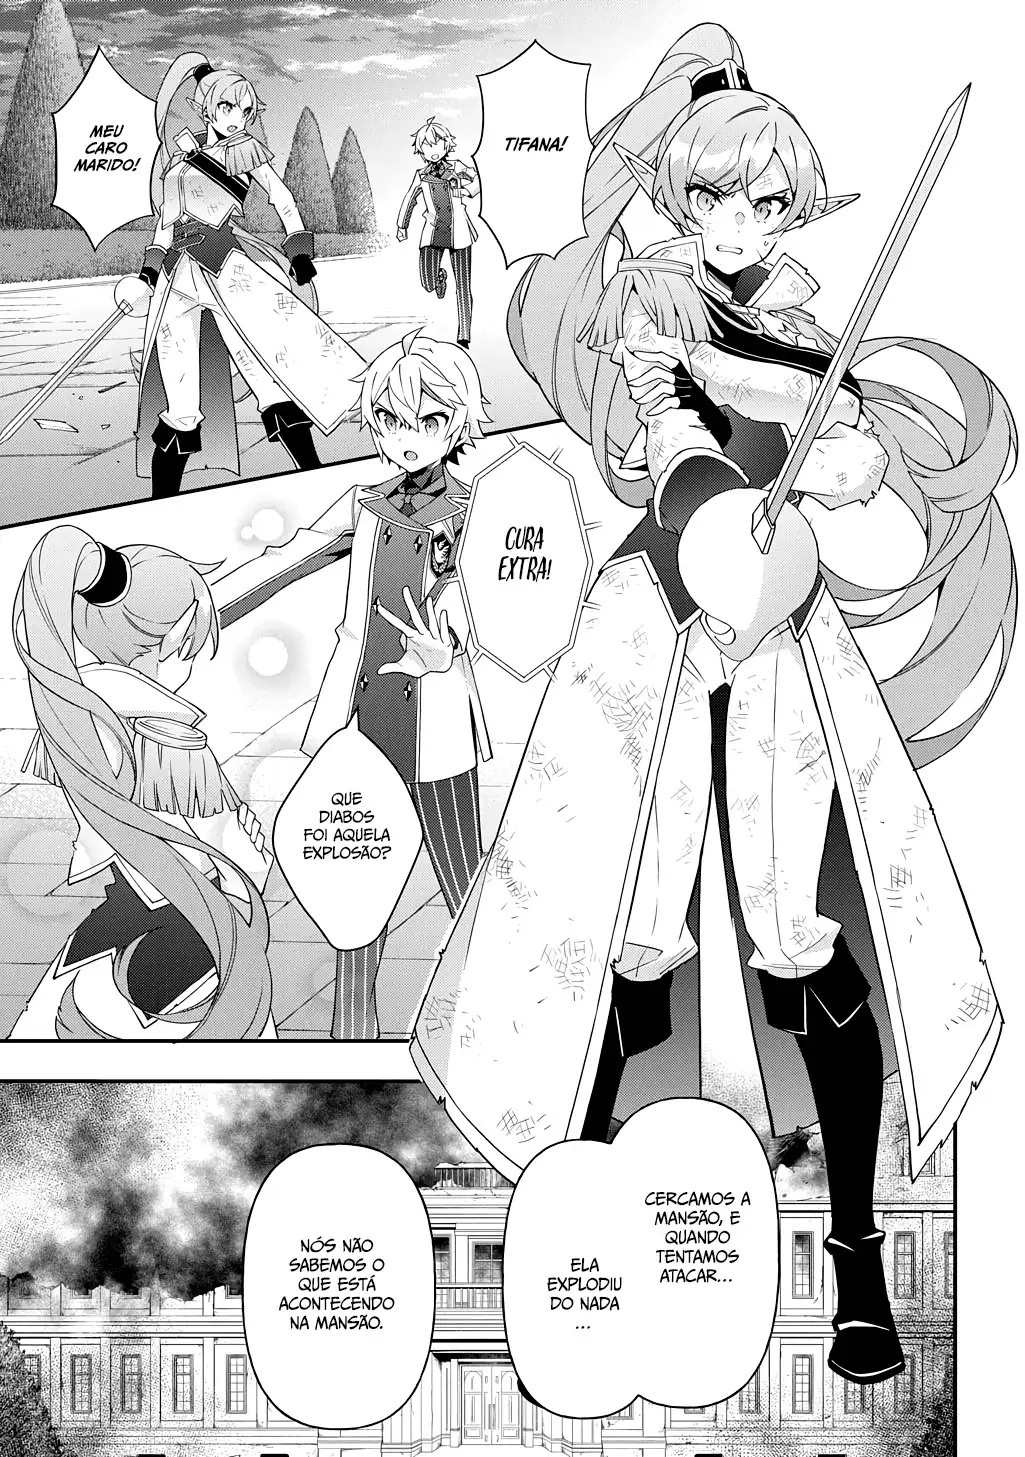 TIFANA!
MEU
CARO
MARIDO!
CURA
EXTRA!
QUE
DIABOS
FOI AQUELA
EXPLOSÃO?
CERCAMOS A
MANSÃO, E
QUANDO
TENTAMOS
ATACAR...
ELA
EXPLODIU
DO NADA
...
NÓS NÃO
SABEMOS O
QUE ESTÁ
ACONTECENDO
NA MANSÃO.